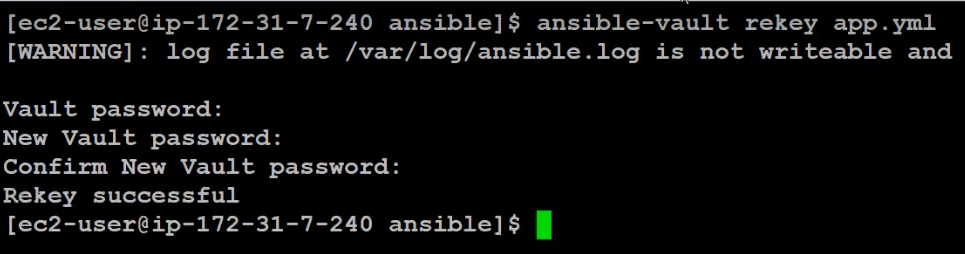 [ec2-user@ip-172-31-7-240 ansible]$ ansible-vault rekey app.yml
[WARNING]: log file at /var/log/ansible.log is not writeable and
Vault password:
New Vault password:
Confirm New Vault password:
Rekey successful
[ec2-user@ip-172-31-7-240 ansible]$